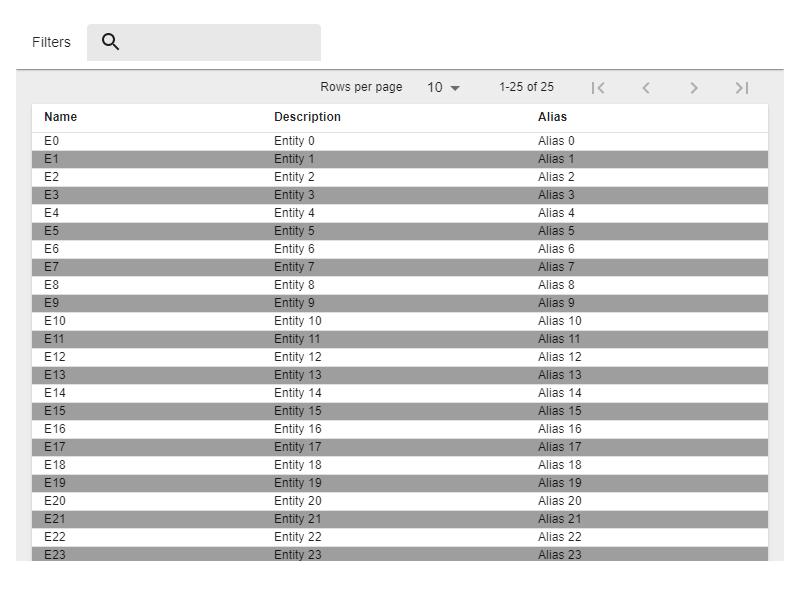 Filters
Rows per page 10 1-25 of 25
Name Description Alias
E0 Entity 0 Alias 0
E1 Entity 1 Alias 1
E2 Entity 2 Alias 2
E3 Entity 3 Alias 3
E4 Entity 4 Alias 4
E5 Entity 5 Alias 5
E6 Entity 6 Alias 6
E7 Entity 7 Alias 7
E8 Entity 8 Alias 8
E9 Entity 9 Alias 9
E10 Entity 10 Alias 10
E11 Entity 11 Alias 11
E12 Entity 12 Alias 12
E13 Entity 13 Alias 13
E14 Entity 14 Alias 14
E15 Entity 15 Alias 15
E16 Entity 16 Alias 16
E17 Entity 17 Alias 17
E18 Entity 18 Alias 18
E19 Entity 19 Alias 19
E20 Entity 20 Alias 20
E21 Entity 21 Alias 21
E22 Entity 22 Alias 22
E23 Entity 23 Alias 23